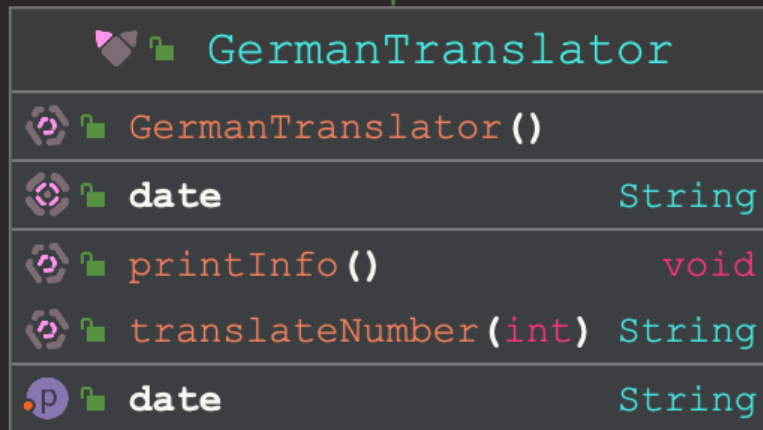 GermanTranslator
GermanTranslator()
date String
printInfo() void
translateNumber(int) String
p date String